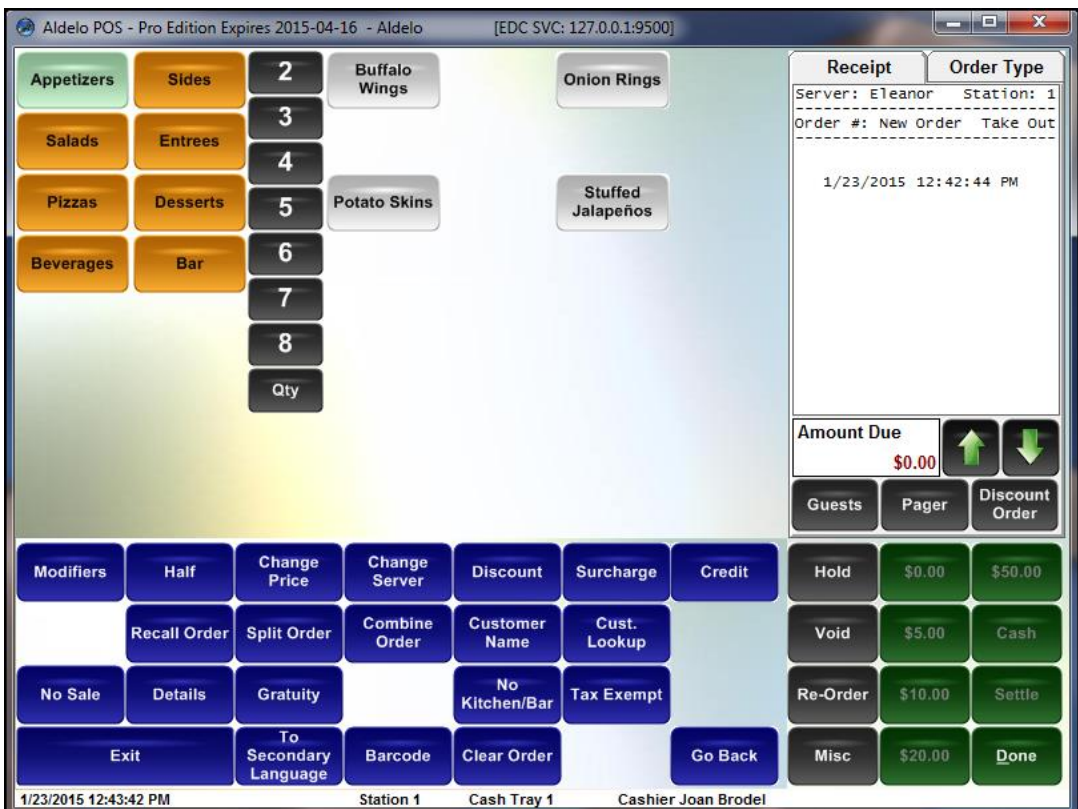 Aldelo POS - Pro Edition Expires 2015-04-16 - Aldelo [EDC SVC: 127.0.0.1:9500]
Appetizers Sides
Salads Entrees
Pizzas Desserts
Beverages Bar
2
3
4
5
6
7
8
Qty
Buffalo
Wings
Onion Rings
Potato Skins
Stuffed
Jalapeños
Receipt Order Type
Server: Eleanor Station: 1
Order #: New Order Take Out
1/23/2015 12:42:44 PM
Amount Due
$0.00
Guests Pager
Discount
Order
Modifiers Half
Change
Price
Change
Server
Discount Surcharge Credit
Recall Order Split Order
Combine
Order
Customer
Name
Cust.
Lookup
No Sale Details Gratuity
No
Kitchen/Bar
Tax Exempt
Exit
To
Secondary
Language
Barcode Clear Order Go Back
Hold $0.00 $50.00
Void $5.00 Cash
Re-Order $10.00 Settle
Misc $20.00 Done
1/23/2015 12:43:42 PM Station 1 Cash Tray 1 Cashier Joan Brodel